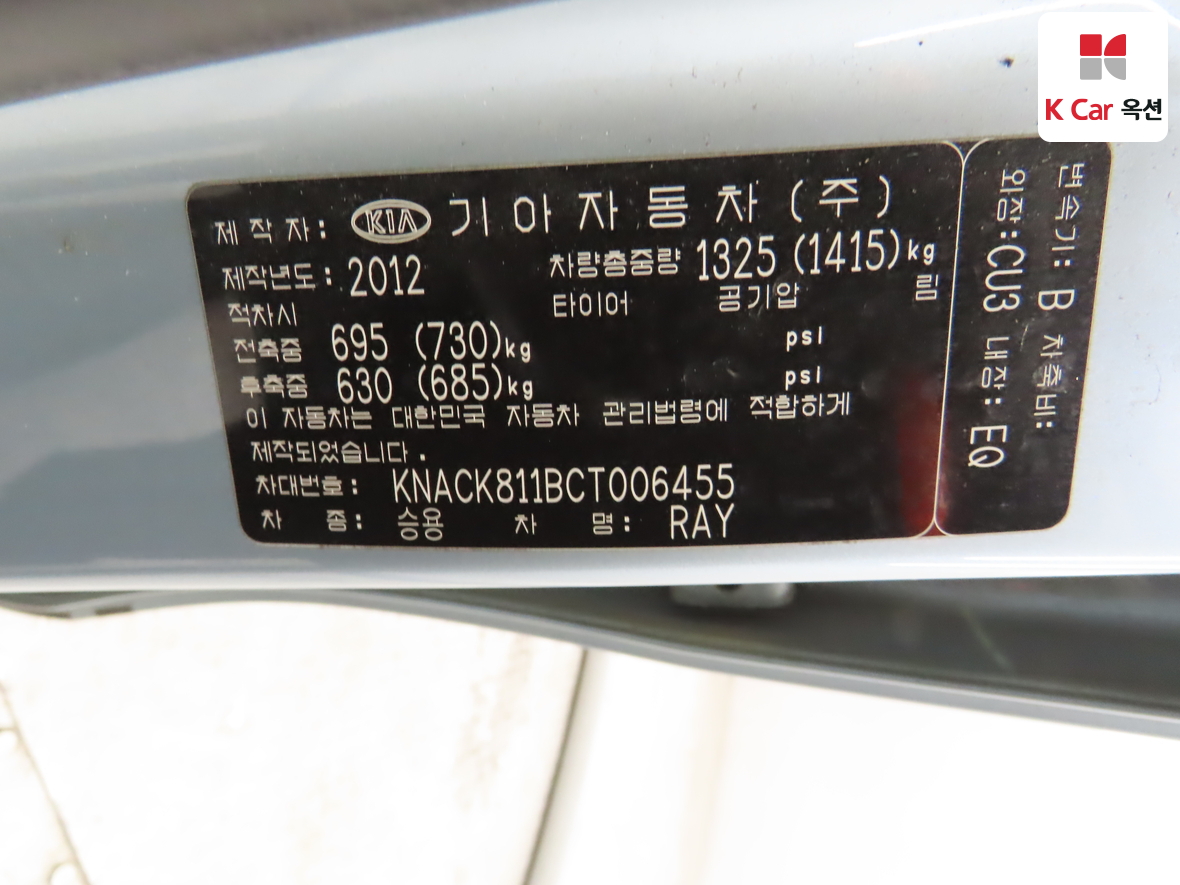 K Car 옥션
제 작 자: KIA 기 아 자 동 차 (주)
제작년도: 2012 차량총중량 1325 (1415)kg
적차시 타이어 공기압 림
전축중 695 (730)kg psi
후축중 630 (685)kg psi
이 자동차는 대한민국 자동차 관리법령에 적합하게
제작되었습니다.
차대번호: KNACK811BCT006455
차 종: 승용 차 명: RAY
변속기: B 차축비:
외장:CU3 내장: EQ